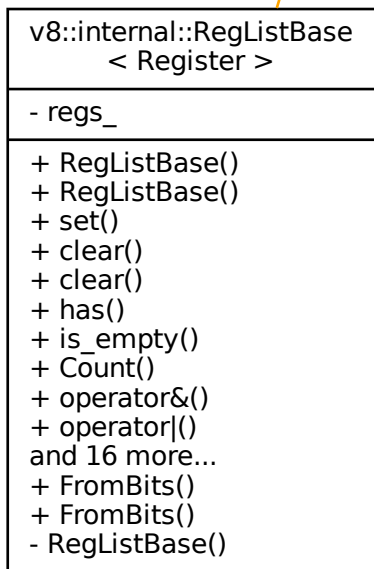 v8::internal::RegListBase
< Register >
- regs_
+ RegListBase()
+ RegListBase()
+ set()
+ clear()
+ clear()
+ has()
+ is_empty()
+ Count()
+ operator&()
+ operator|()
and 16 more...
+ FromBits()
+ FromBits()
- RegListBase()